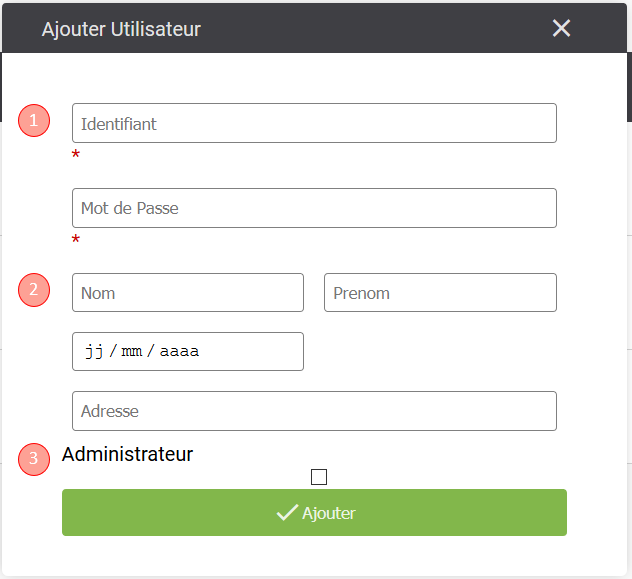 Ajouter Utilisateur
1 Identifiant
*
Mot de Passe
*
2 Nom Prenom
jj / mm / aaaa
Adresse
3 Administrateur
Ajouter